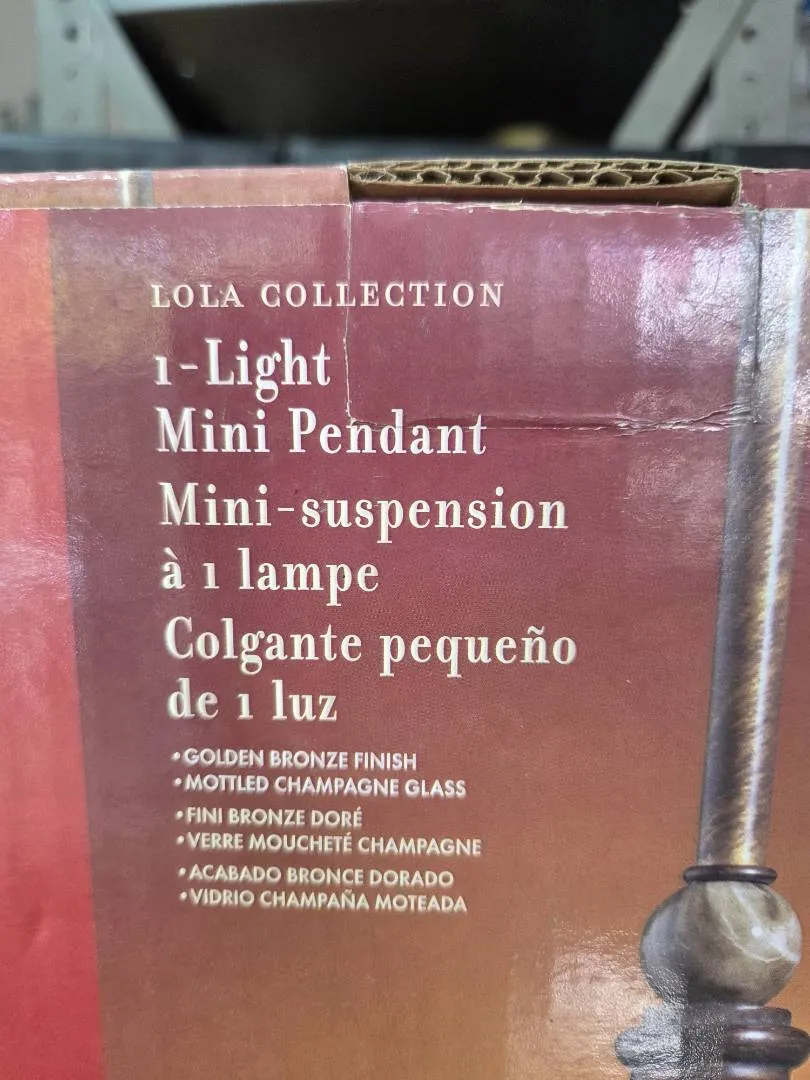 LOLA COLLECTION
1-Light
Mini Pendant
Mini-suspension
à 1 lampe
Colgante pequeño
de 1 luz
•GOLDEN BRONZE FINISH
•MOTTLED CHAMPAGNE GLASS
•FINI BRONZE DORÉ
•VERRE MOUCHETÉ CHAMPAGNE
•ACABADO BRONCE DORADO
•VIDRIO CHAMPAÑA MOTEADA